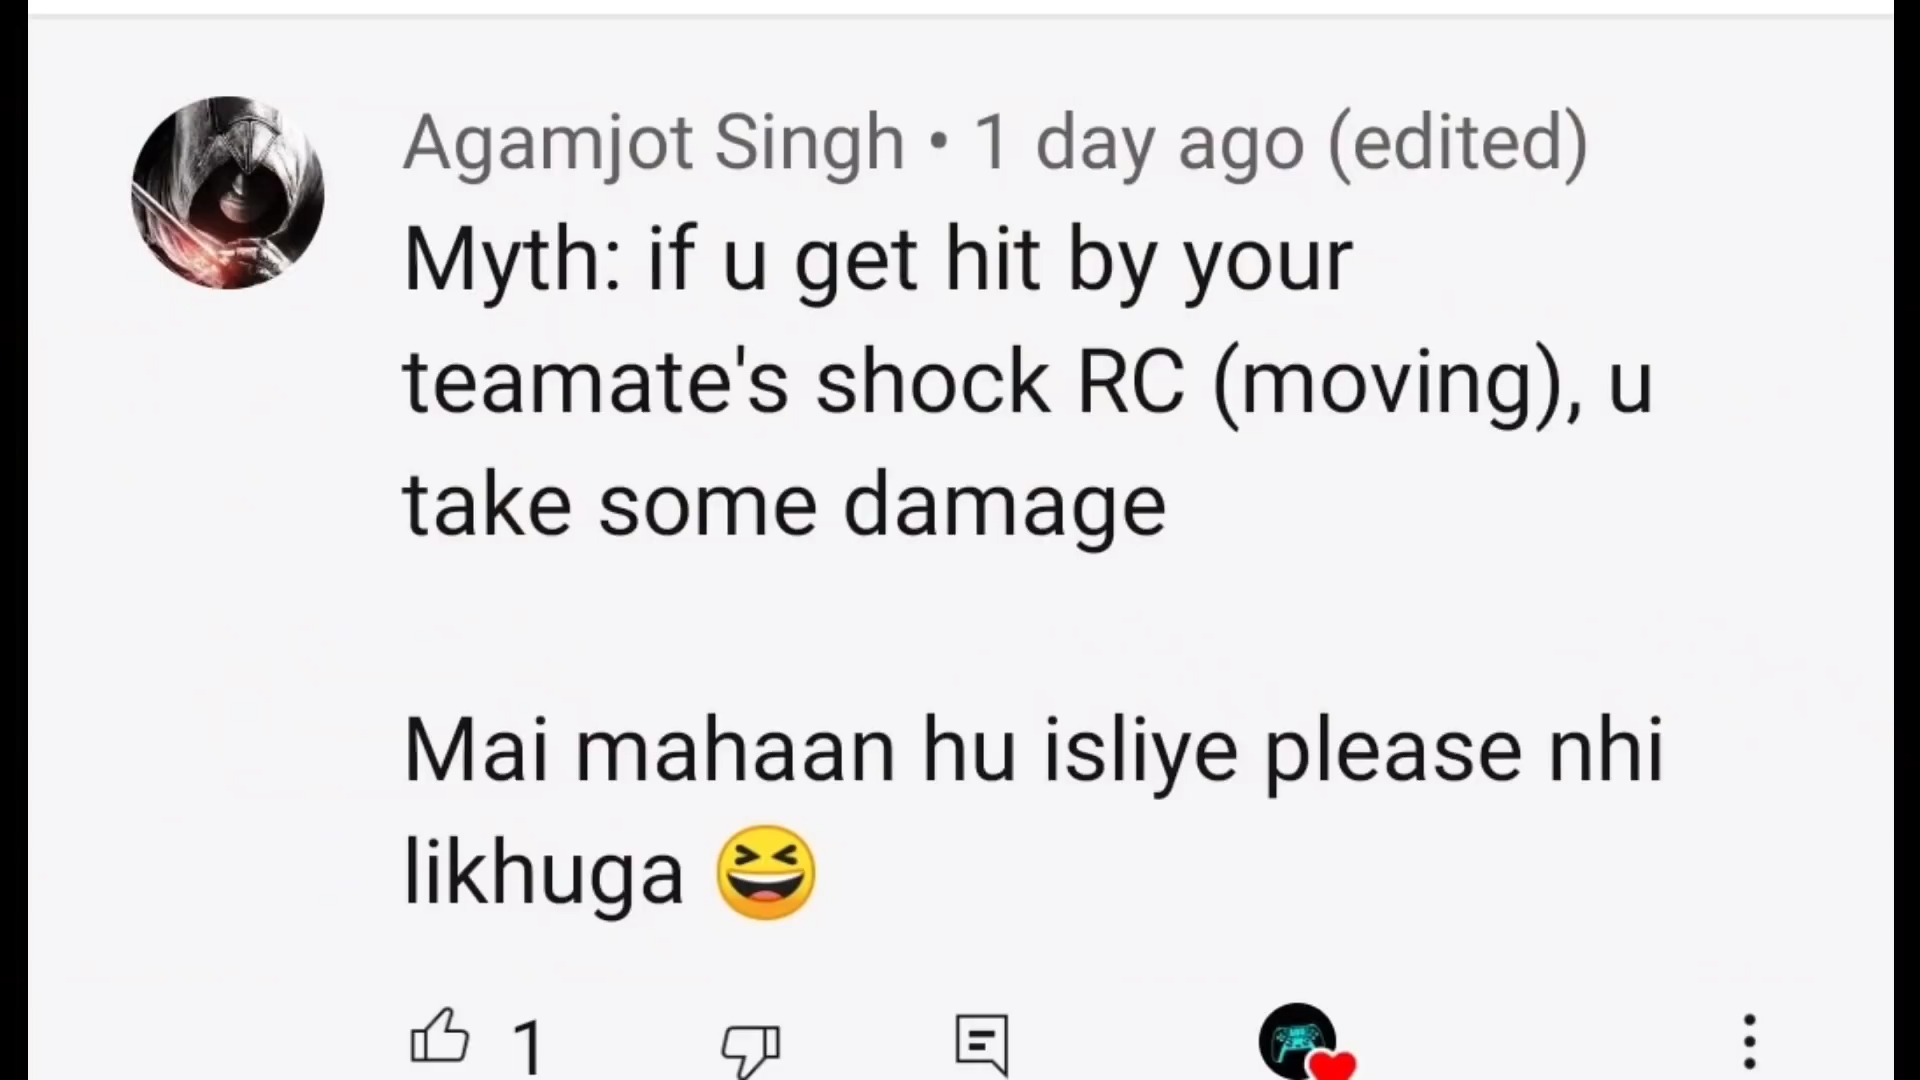 Agamjot Singh • 1 day ago (edited)
Myth: if u get hit by your
teamate's shock RC (moving), u
take some damage
Mai mahaan hu isliye please nhi
likhuga 😆
1